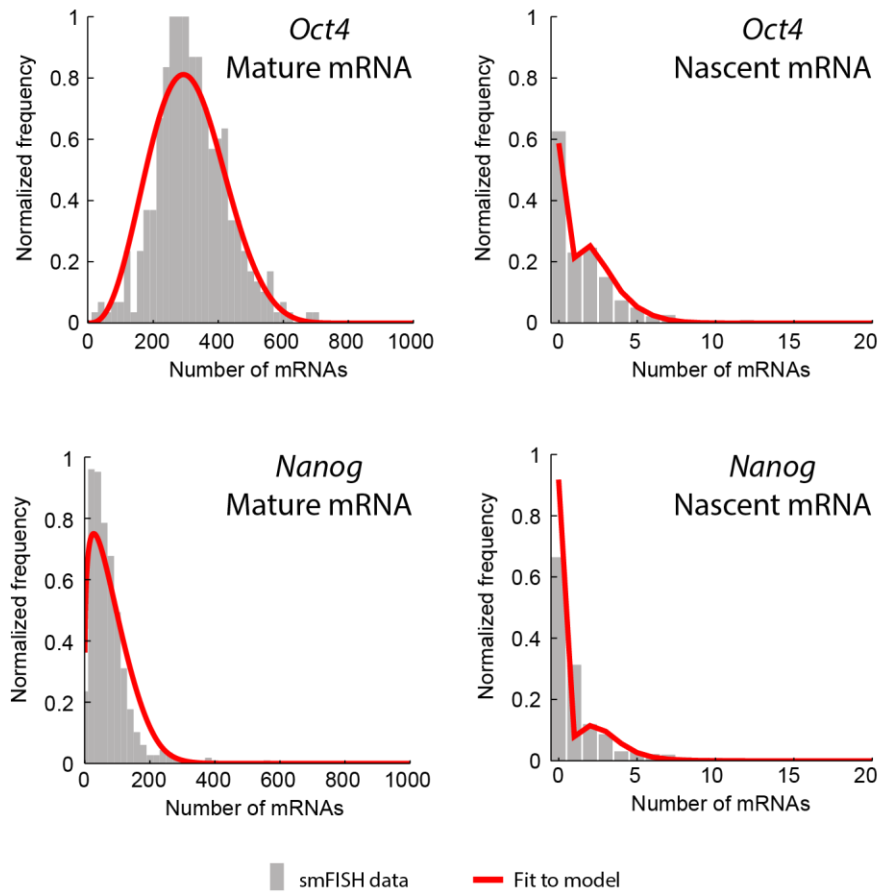 Oct4
Mature mRNA
Normalized frequency
1
0.8
0.6
0.4
0.2
0
0 200 400 600 800 1000
Number of mRNAs
Oct4
Nascent mRNA
Normalized frequency
1
0.8
0.6
0.4
0.2
0
0 5 10 15 20
Number of mRNAs
Nanog
Mature mRNA
Normalized frequency
1
0.8
0.6
0.4
0.2
0
0 200 400 600 800 1000
Number of mRNAs
Nanog
Nascent mRNA
Normalized frequency
1
0.8
0.6
0.4
0.2
0
0 5 10 15 20
Number of mRNAs
smFISH data Fit to model